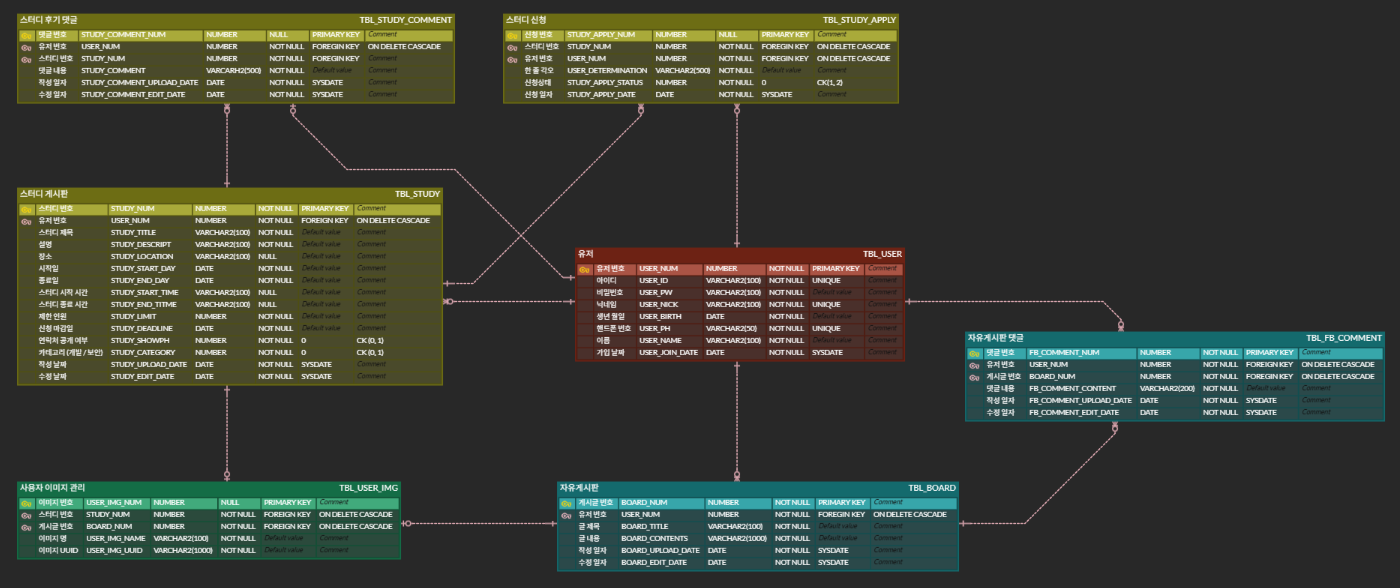 스터디 후기 댓글 TBL_STUDY_COMMENT
댓글 번호 STUDY_COMMENT_NUM NUMBER NULL PRIMARY KEY Comment
유저 번호 USER_NUM NUMBER NOT NULL FOREGIN KEY ON DELETE CASCADE
스터디 번호 STUDY_NUM NUMBER NOT NULL FOREGIN KEY Comment
댓글 내용 STUDY_COMMENT VARCARH2(500) NOT NULL Default value Comment
작성 일자 STUDY_COMMENT_UPLOAD_DATE DATE NOT NULL SYSDATE Comment
수정 일자 STUDY_COMMENT_EDIT_DATE DATE NOT NULL SYSDATE Comment
스터디 신청 TBL_STUDY_APPLY
신청 번호 STUDY_APPLY_NUM NUMBER NULL PRIMARY KEY Comment
스터디 번호 STUDY_NUM NUMBER NOT NULL FOREGIN KEY ON DELETE CASCADE
유저 번호 USER_NUM NUMBER NOT NULL FOREGIN KEY ON DELETE CASCADE
한 줄 각오 USER_DETERMINATION VARCHAR2(500) NOT NULL Default value Comment
신청상태 STUDY_APPLY_STATUS NUMBER NOT NULL 0 CK(1, 2)
신청 일자 STUDY_APPLY_DATE DATE NOT NULL SYSDATE Comment
스터디 게시판 TBL_STUDY
스터디 번호 STUDY_NUM NUMBER NOT NULL PRIMARY KEY Comment
유저 번호 USER_NUM NUMBER NOT NULL FOREIGN KEY ON DELETE CASCADE
스터디 제목 STUDY_TITLE VARCHAR2(100) NOT NULL Default value Comment
설명 STUDY_DESCRIPT VARCHAR2(100) NOT NULL Default value Comment
장소 STUDY_LOCATION VARCHAR2(100) NULL Default value Comment
시작일 STUDY_START_DAY DATE NOT NULL Default value Comment
종료일 STUDY_END_DAY DATE NOT NULL Default value Comment
스터디 시작 시간 STUDY_START_TIME VARCHAR2(100) NULL Default value Comment
스터디 종료 시간 STUDY_END_TITME VARCHAR2(100) NULL Default value Comment
제한 인원 STUDY_LIMIT NUMBER NOT NULL Default value Comment
신청 마감일 STUDY_DEADLINE DATE NOT NULL Default value Comment
연락처 공개 여부 STUDY_SHOWPH NUMBER NOT NULL 0 CK (0, 1)
카테고리 (개발 / 보안) STUDY_CATEGORY NUMBER NOT NULL 0 CK (0, 1)
작성 날짜 STUDY_UPLOAD_DATE DATE NOT NULL SYSDATE Comment
수정 날짜 STUDY_EDIT_DATE DATE NOT NULL SYSDATE Comment
유저 TBL_USER
유저 번호 USER_NUM NUMBER NOT NULL PRIMARY KEY Comment
아이디 USER_ID VARCHAR2(100) NOT NULL UNIQUE Comment
비밀번호 USER_PW VARCHAR2(100) NOT NULL Default value Comment
닉네임 USER_NICK VARCHAR2(100) NOT NULL UNIQUE Comment
생년 월일 USER_BIRTH DATE NOT NULL Default value Comment
핸드폰 번호 USER_PH VARCHAR2(50) NOT NULL UNIQUE Comment
이름 USER_NAME VARCHAR2(100) NOT NULL Default value Comment
가입 날짜 USER_JOIN_DATE DATE NOT NULL SYSDATE Comment
자유게시판 댓글 TBL_FB_COMMENT
댓글 번호 FB_COMMENT_NUM NUMBER NOT NULL PRIMARY KEY Comment
유저 번호 USER_NUM NUMBER NOT NULL FOREGIN KEY ON DELETE CASCADE
게시글 번호 BOARD_NUM NUMBER NOT NULL FOREGIN KEY ON DELETE CASCADE
댓글 내용 FB_COMMENT_CONTENT VARCHAR2(200) NOT NULL Default value Comment
작성 일자 FB_COMMENT_UPLOAD_DATE DATE NOT NULL SYSDATE Comment
수정 일자 FB_COMMENT_EDIT_DATE DATE NOT NULL SYSDATE Comment
사용자 이미지 관리 TBL_USER_IMG
이미지 번호 USER_IMG_NUM NUMBER NULL PRIMARY KEY Comment
스터디 번호 STUDY_NUM NUMBER NOT NULL FOREGIN KEY ON DELETE CASCADE
게시글 번호 BOARD_NUM NUMBER NOT NULL FOREGIN KEY ON DELETE CASCADE
이미지 명 USER_IMG_NAME VARCHAR2(100) NOT NULL Default value Comment
이미지 UUID USER_IMG_UUID VARCHAR2(1000) NOT NULL Default value Comment
자유게시판 TBL_BOARD
게시글 번호 BOARD_NUM NUMBER NOT NULL PRIMARY KEY Comment
유저 번호 USER_NUM NUMBER NOT NULL FOREGIN KEY ON DELETE CASCADE
글 제목 BOARD_TITLE VARCHAR2(100) NOT NULL Default value Comment
글 내용 BOARD_CONTENTS VARCHAR2(1000) NOT NULL Default value Comment
작성 일자 BOARD_UPLOAD_DATE DATE NOT NULL SYSDATE Comment
수정 일자 BOARD_EDIT_DATE DATE NOT NULL SYSDATE Comment